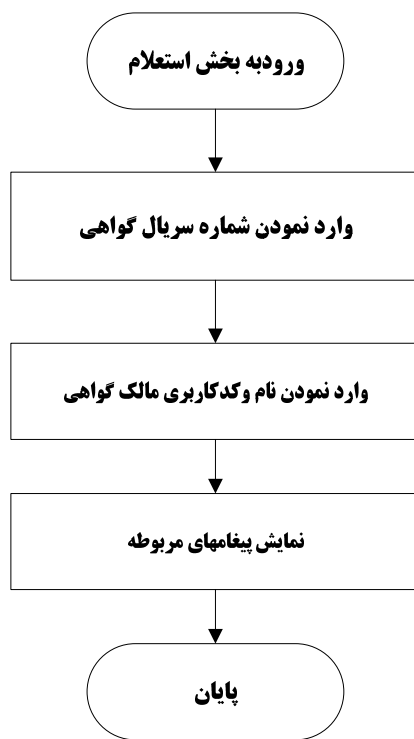 ورودبه بخش استعلام
وارد نمودن شماره سریال گواهی
وارد نمودن نام وکدکاربری مالک گواهی
نمایش پیغامهای مربوطه
پایان